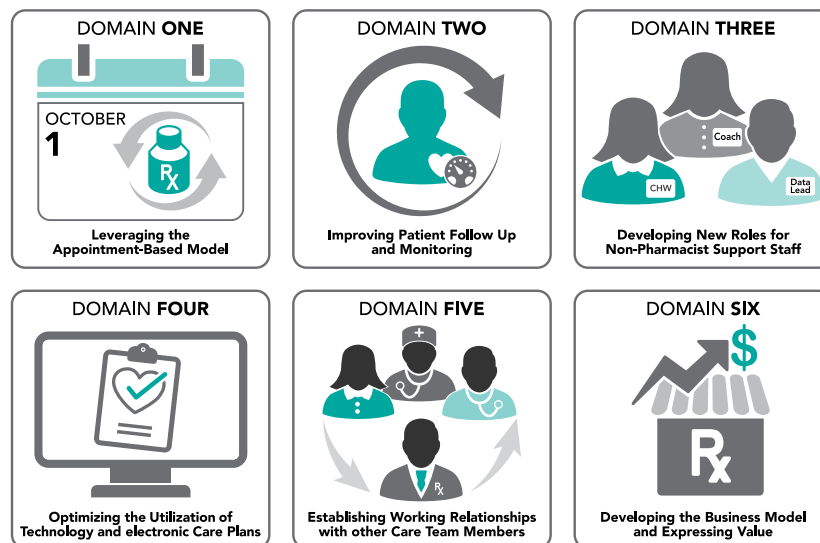 DOMAIN ONE
OCTOBER
1
Rx
Leveraging the
Appointment-Based Model
DOMAIN TWO
Improving Patient Follow Up
and Monitoring
DOMAIN THREE
Coach
CHW
Data
Lead
Developing New Roles for
Non-Pharmacist Support Staff
DOMAIN FOUR
Optimizing the Utilization of
Technology and electronic Care Plans
DOMAIN FIVE
Rx
Establishing Working Relationships
with other Care Team Members
DOMAIN SIX
$
Rx
Developing the Business Model
and Expressing Value